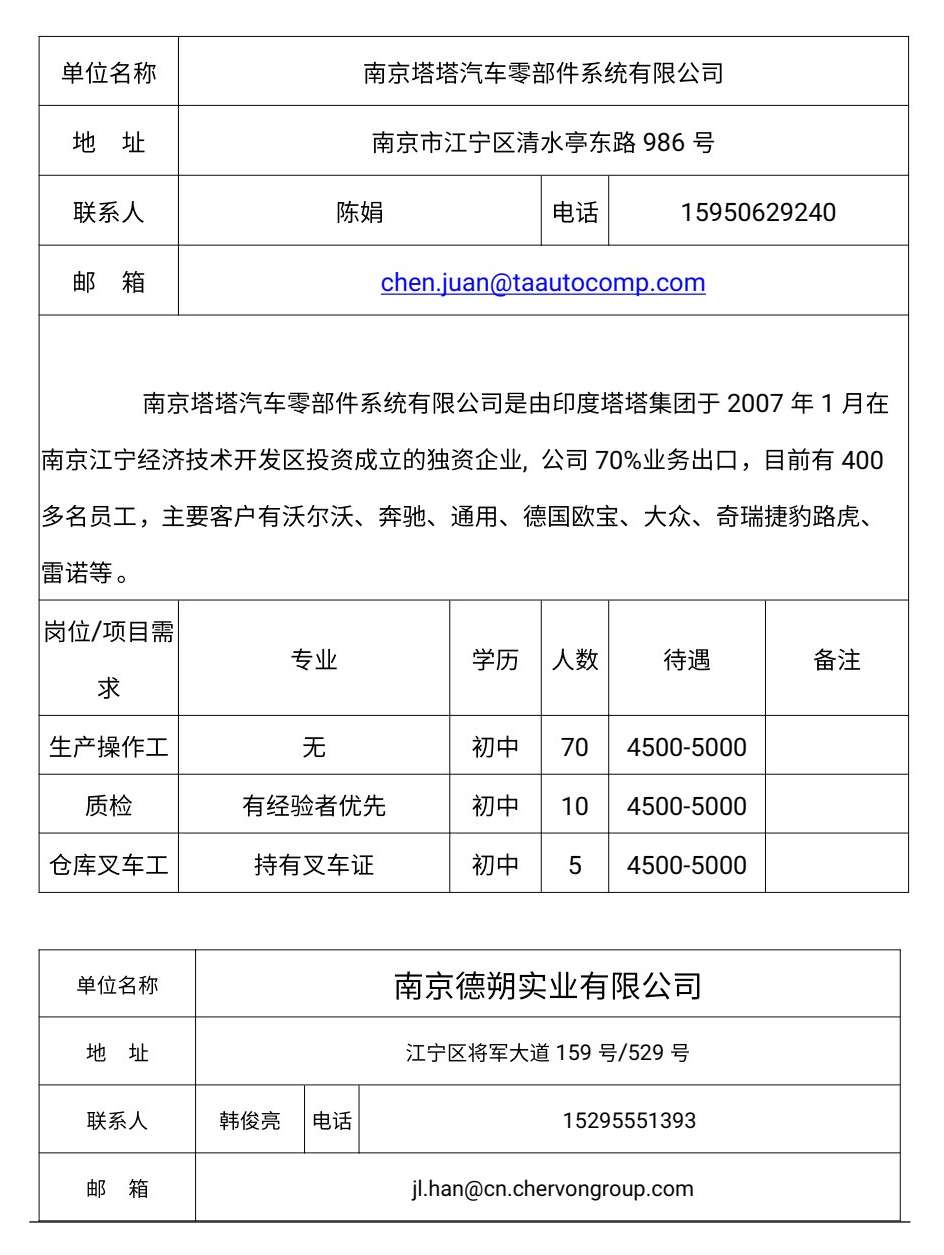 单位名称 南京塔塔汽车零部件系统有限公司
地 址 南京市江宁区清水亭东路 986 号
联系人 陈娟 电话 15950629240
邮 箱 chen.juan@taautocomp.com
南京塔塔汽车零部件系统有限公司是由印度塔塔集团于 2007 年 1 月在
南京江宁经济技术开发区投资成立的独资企业, 公司 70%业务出口，目前有 400
多名员工，主要客户有沃尔沃、奔驰、通用、德国欧宝、大众、奇瑞捷豹路虎、
雷诺等。
岗位/项目需
求 专业 学历 人数 待遇 备注
生产操作工 无 初中 70 4500-5000
质检 有经验者优先 初中 10 4500-5000
仓库叉车工 持有叉车证 初中 5 4500-5000
单位名称 南京德朔实业有限公司
地 址 江宁区将军大道 159 号/529 号
联系人 韩俊亮 电话 15295551393
邮 箱 jl.han@cn.chervongroup.com